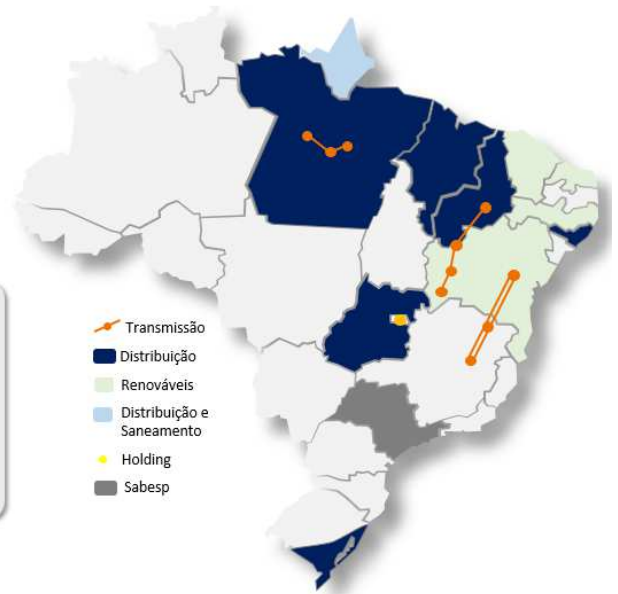 Transmissão
Distribuição
Renováveis
Distribuição e
Saneamento
Holding
Sabesp